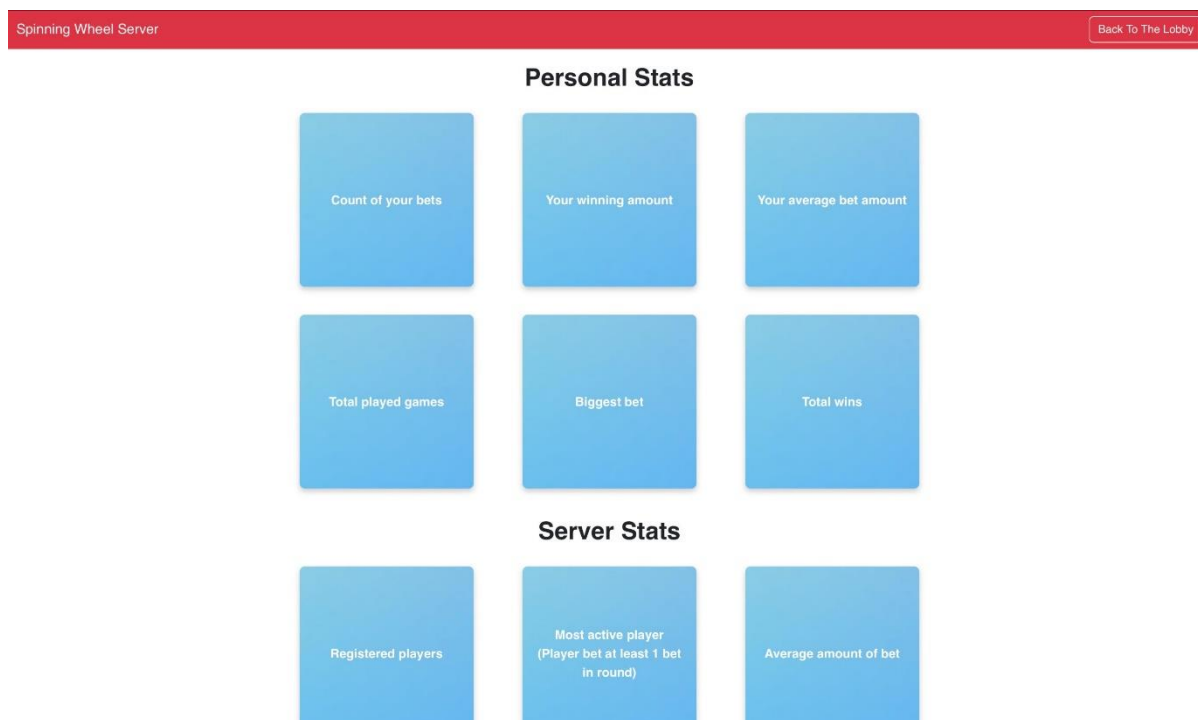 Spinning Wheel Server
Back To The Lobby
Personal Stats
Count of your bets
Your winning amount
Your average bet amount
Total played games
Biggest bet
Total wins
Server Stats
Registered players
Most active player
(Player bet at least 1 bet
in round)
Average amount of bet